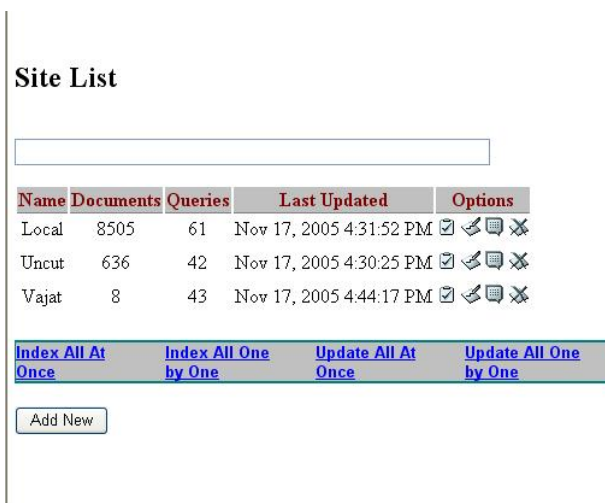 Site List
Name Documents Queries Last Updated Options
Local 8505 61 Nov 17, 2005 4:31:52 PM
Uncut 636 42 Nov 17, 2005 4:30:25 PM
Vajat 8 43 Nov 17, 2005 4:44:17 PM
Index All At Once
Index All One by One
Update All At Once
Update All One by One
Add New